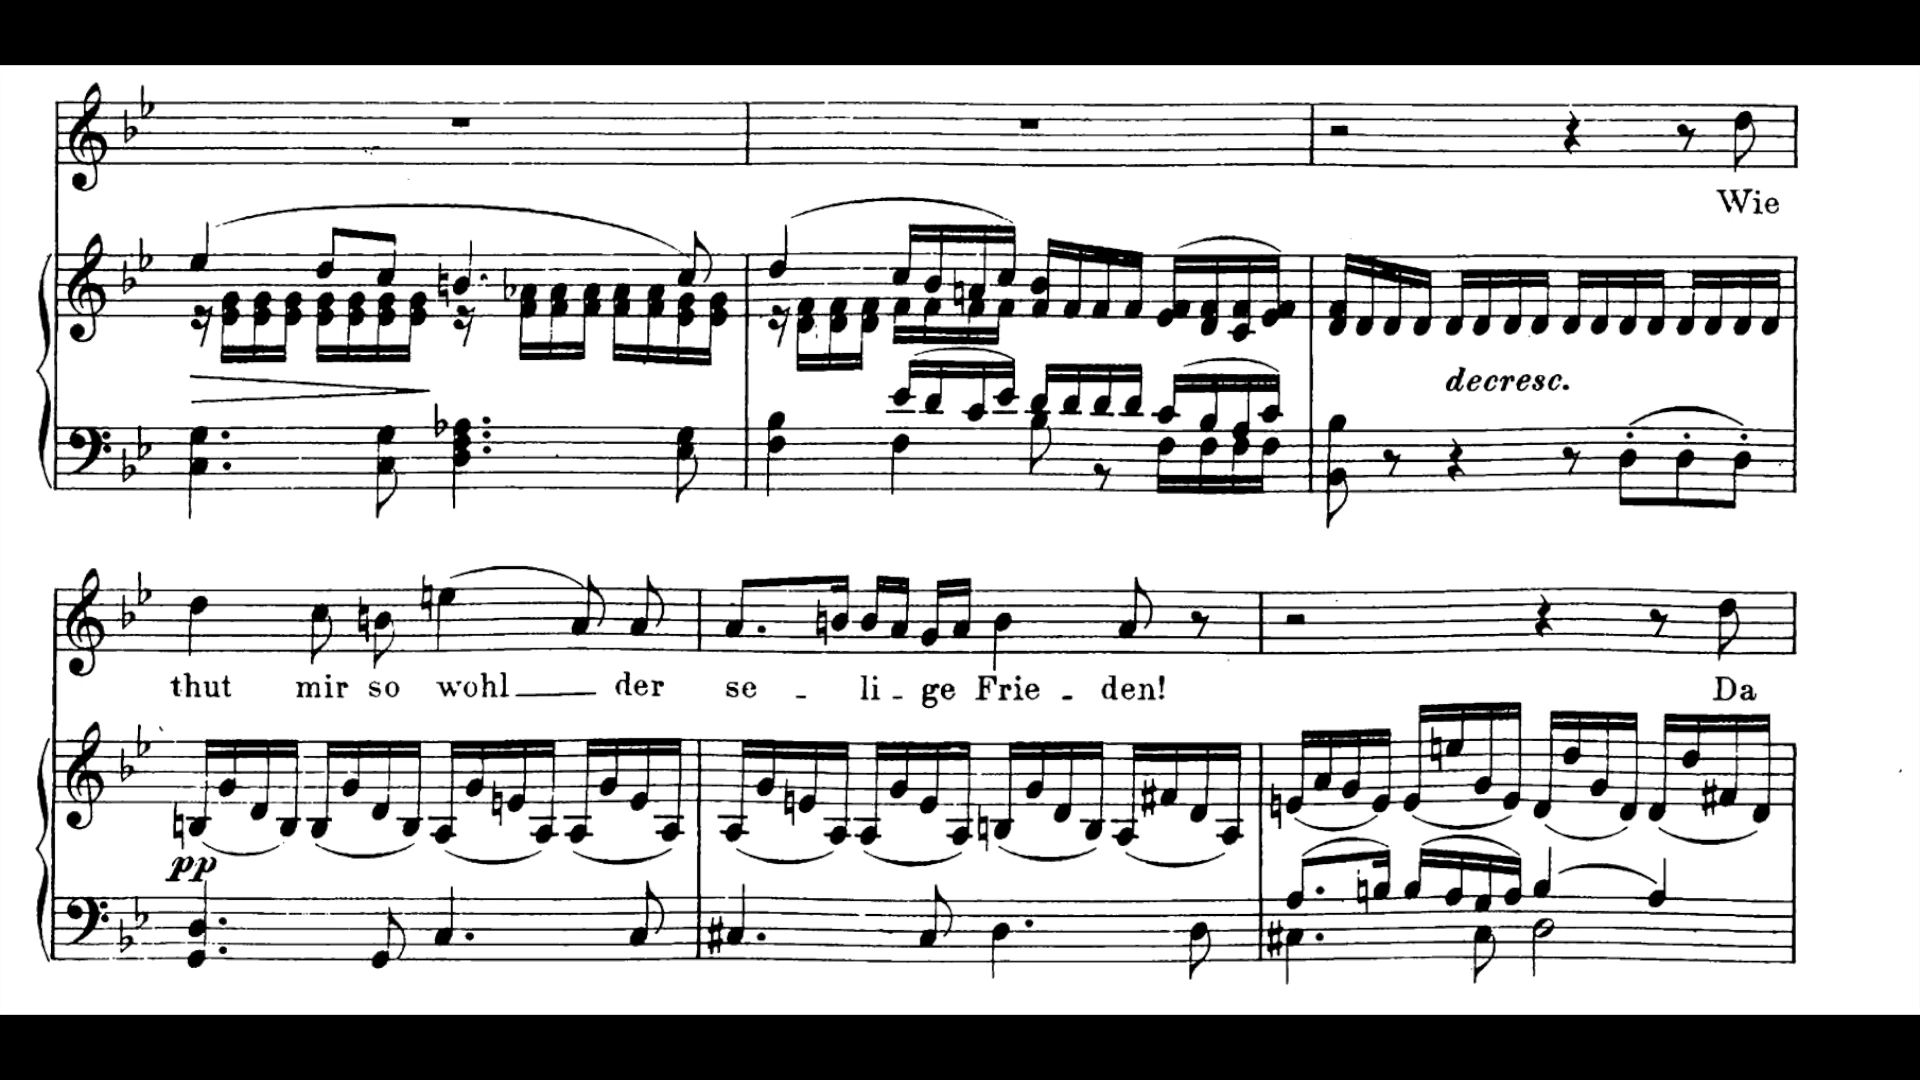 Wie
decresc.
thut mir so wohl der se - li - ge Frie - den! Da
pp